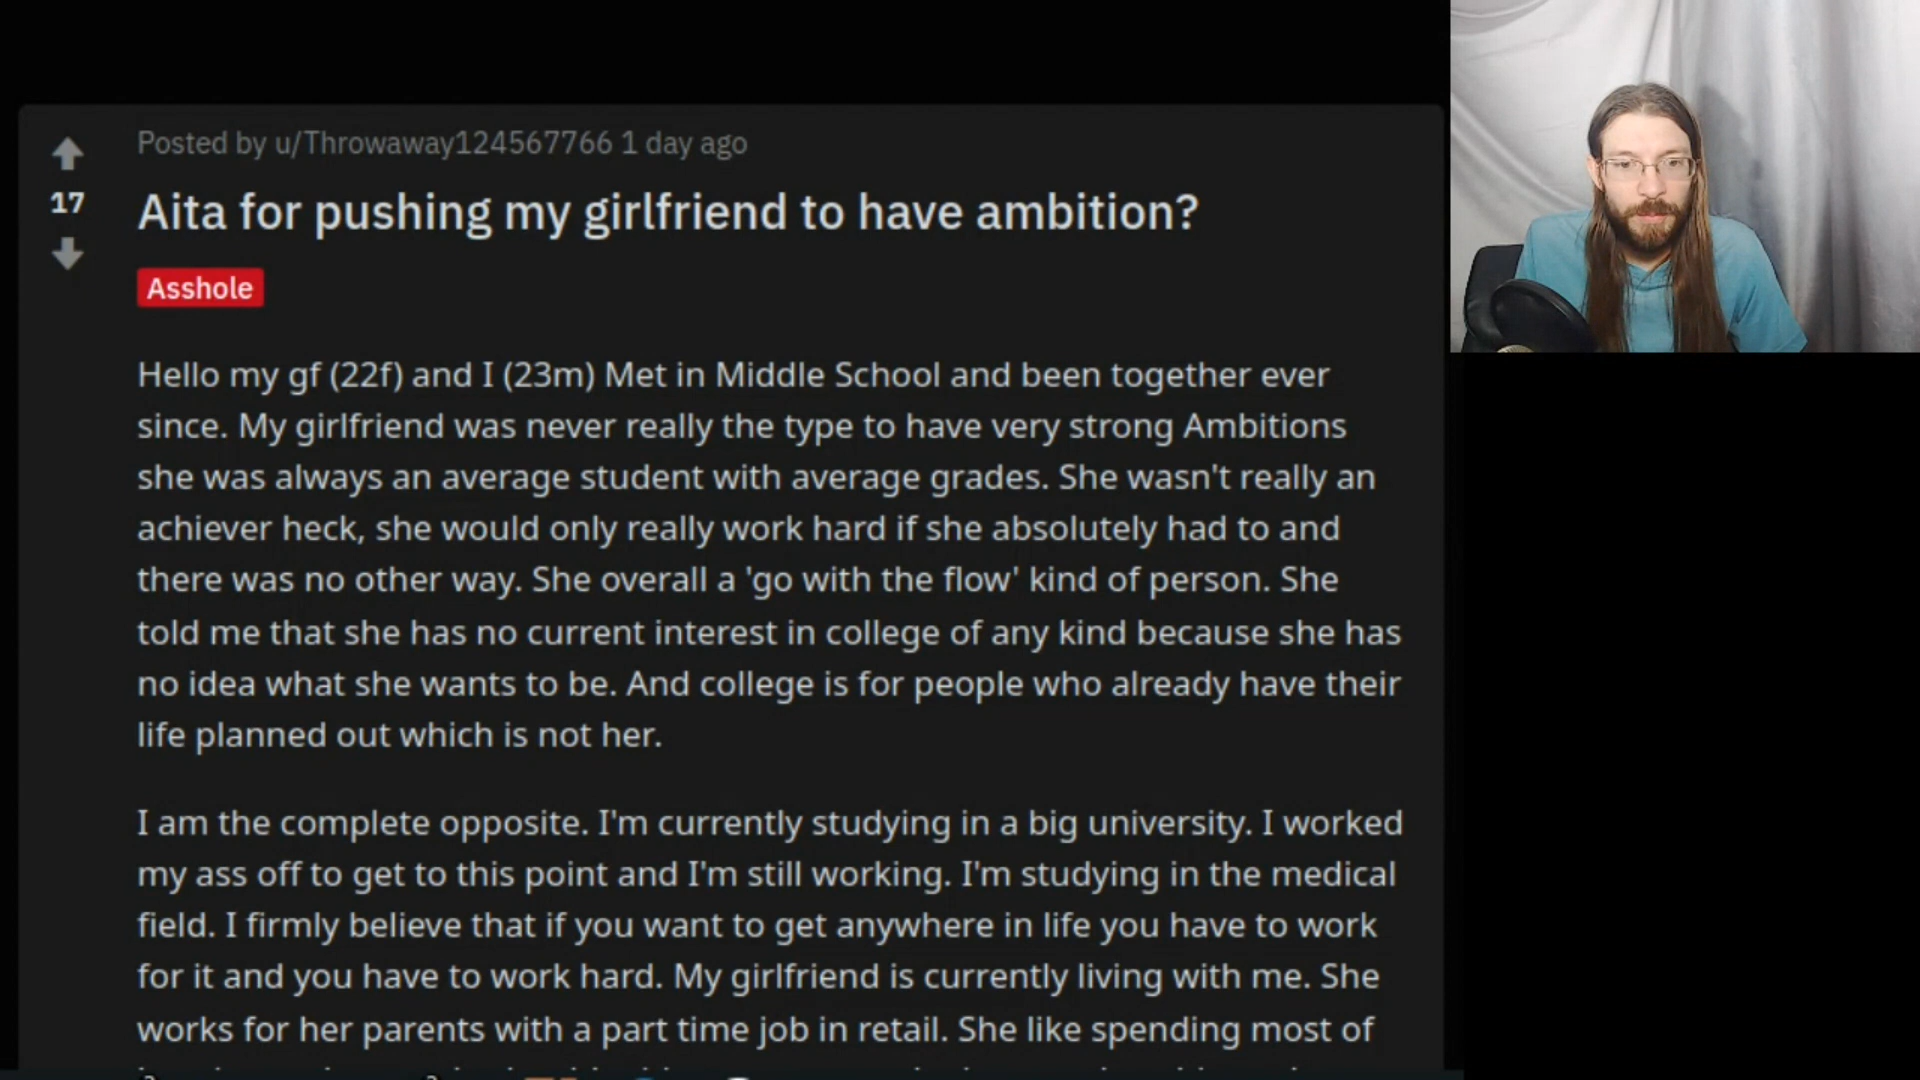 Posted by u/Throwaway124567766 1 day ago
17
Aita for pushing my girlfriend to have ambition?
Asshole
Hello my gf (22f) and I (23m) Met in Middle School and been together ever
since. My girlfriend was never really the type to have very strong Ambitions
she was always an average student with average grades. She wasn't really an
achiever heck, she would only really work hard if she absolutely had to and
there was no other way. She overall a 'go with the flow' kind of person. She
told me that she has no current interest in college of any kind because she has
no idea what she wants to be. And college is for people who already have their
life planned out which is not her.
I am the complete opposite. I'm currently studying in a big university. I worked
my ass off to get to this point and I'm still working. I'm studying in the medical
field. I firmly believe that if you want to get anywhere in life you have to work
for it and you have to work hard. My girlfriend is currently living with me. She
works for her parents with a part time job in retail. She like spending most of